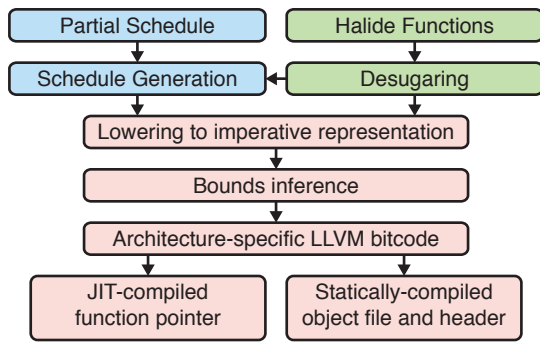 Partial Schedule
Halide Functions
Schedule Generation
Desugaring
Lowering to imperative representation
Bounds inference
Architecture-specific LLVM bitcode
JIT-compiled
function pointer
Statically-compiled
object file and header